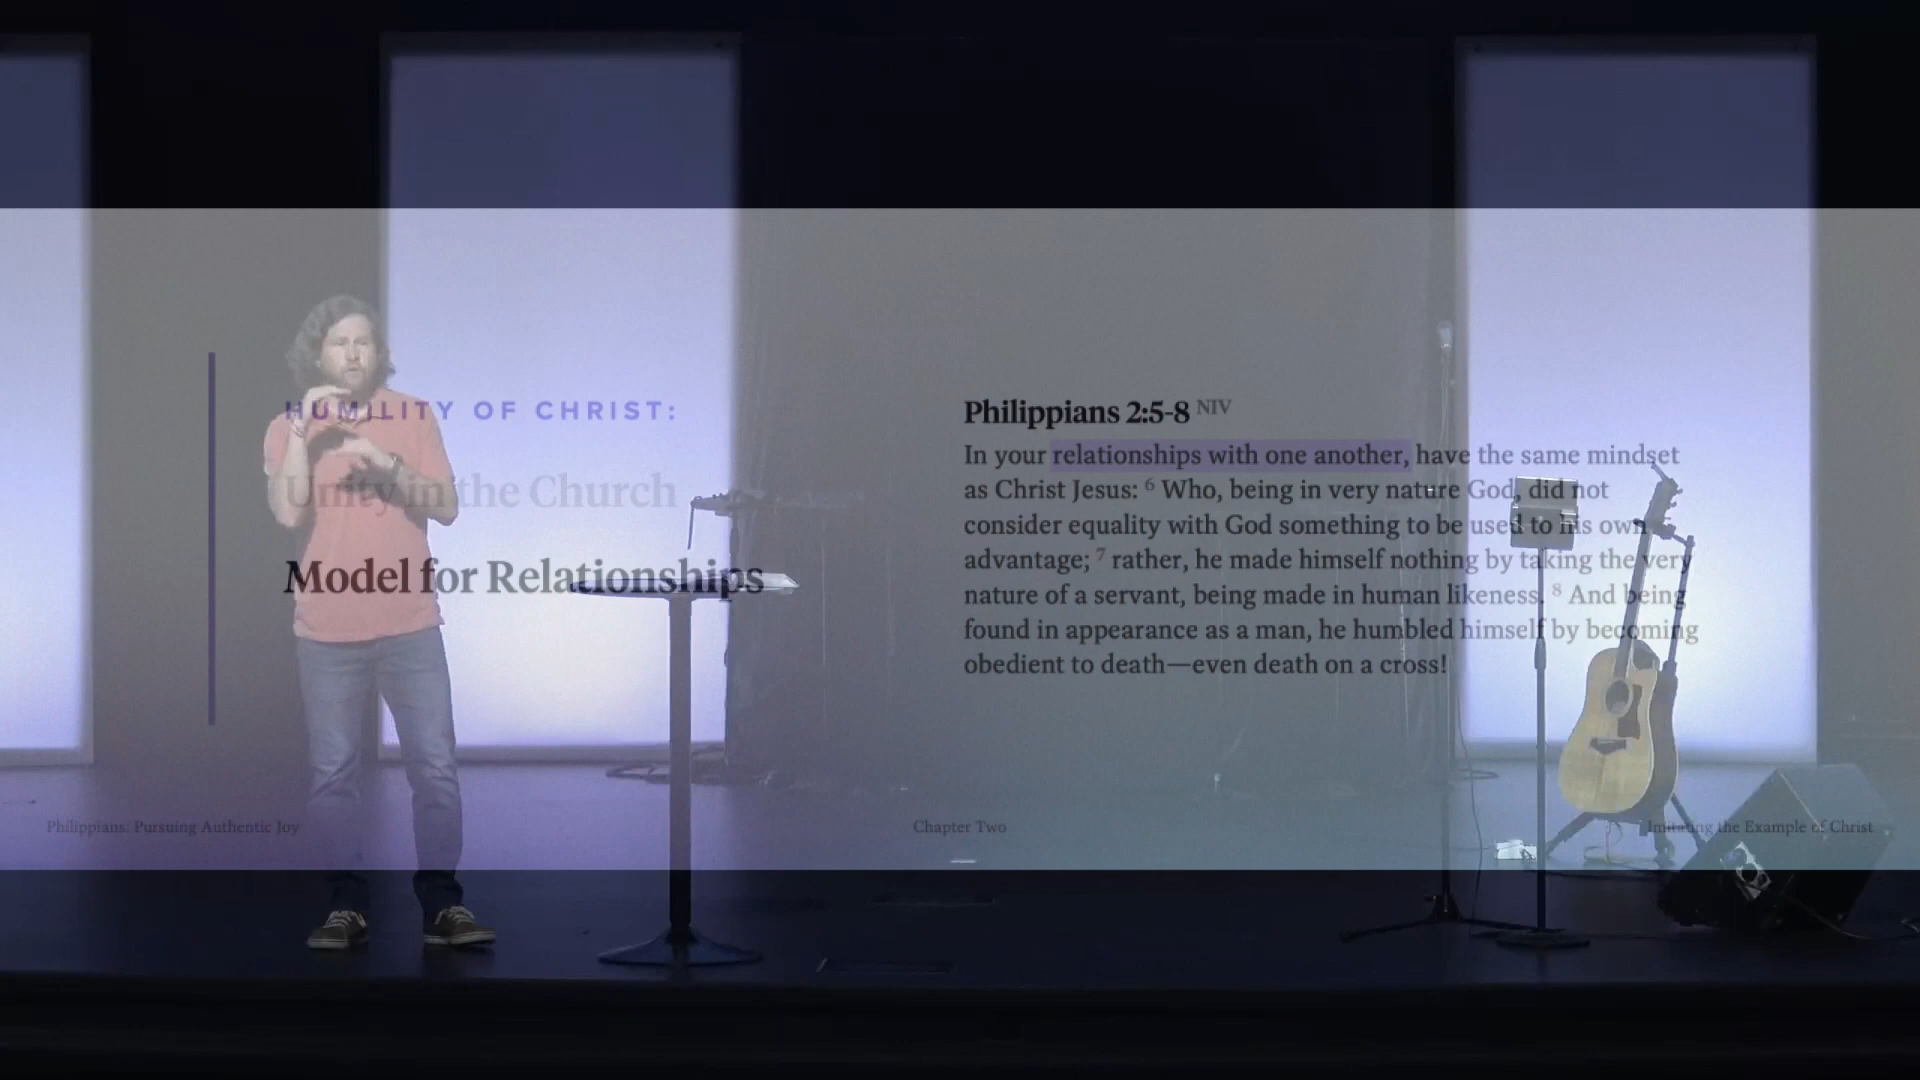 HUMILITY OF CHRIST:
Unity in the Church
Model for Relationships
Philippians 2:5-8 NIV
In your relationships with one another, have the same mindset
as Christ Jesus: 6 Who, being in very nature God, did not
consider equality with God something to be used to his own
advantage; 7 rather, he made himself nothing by taking the very
nature of a servant, being made in human likeness. 8 And being
found in appearance as a man, he humbled himself by becoming
obedient to death—even death on a cross!
Philippians: Pursuing Authentic Joy
Chapter Two
Imitating the Example of Christ